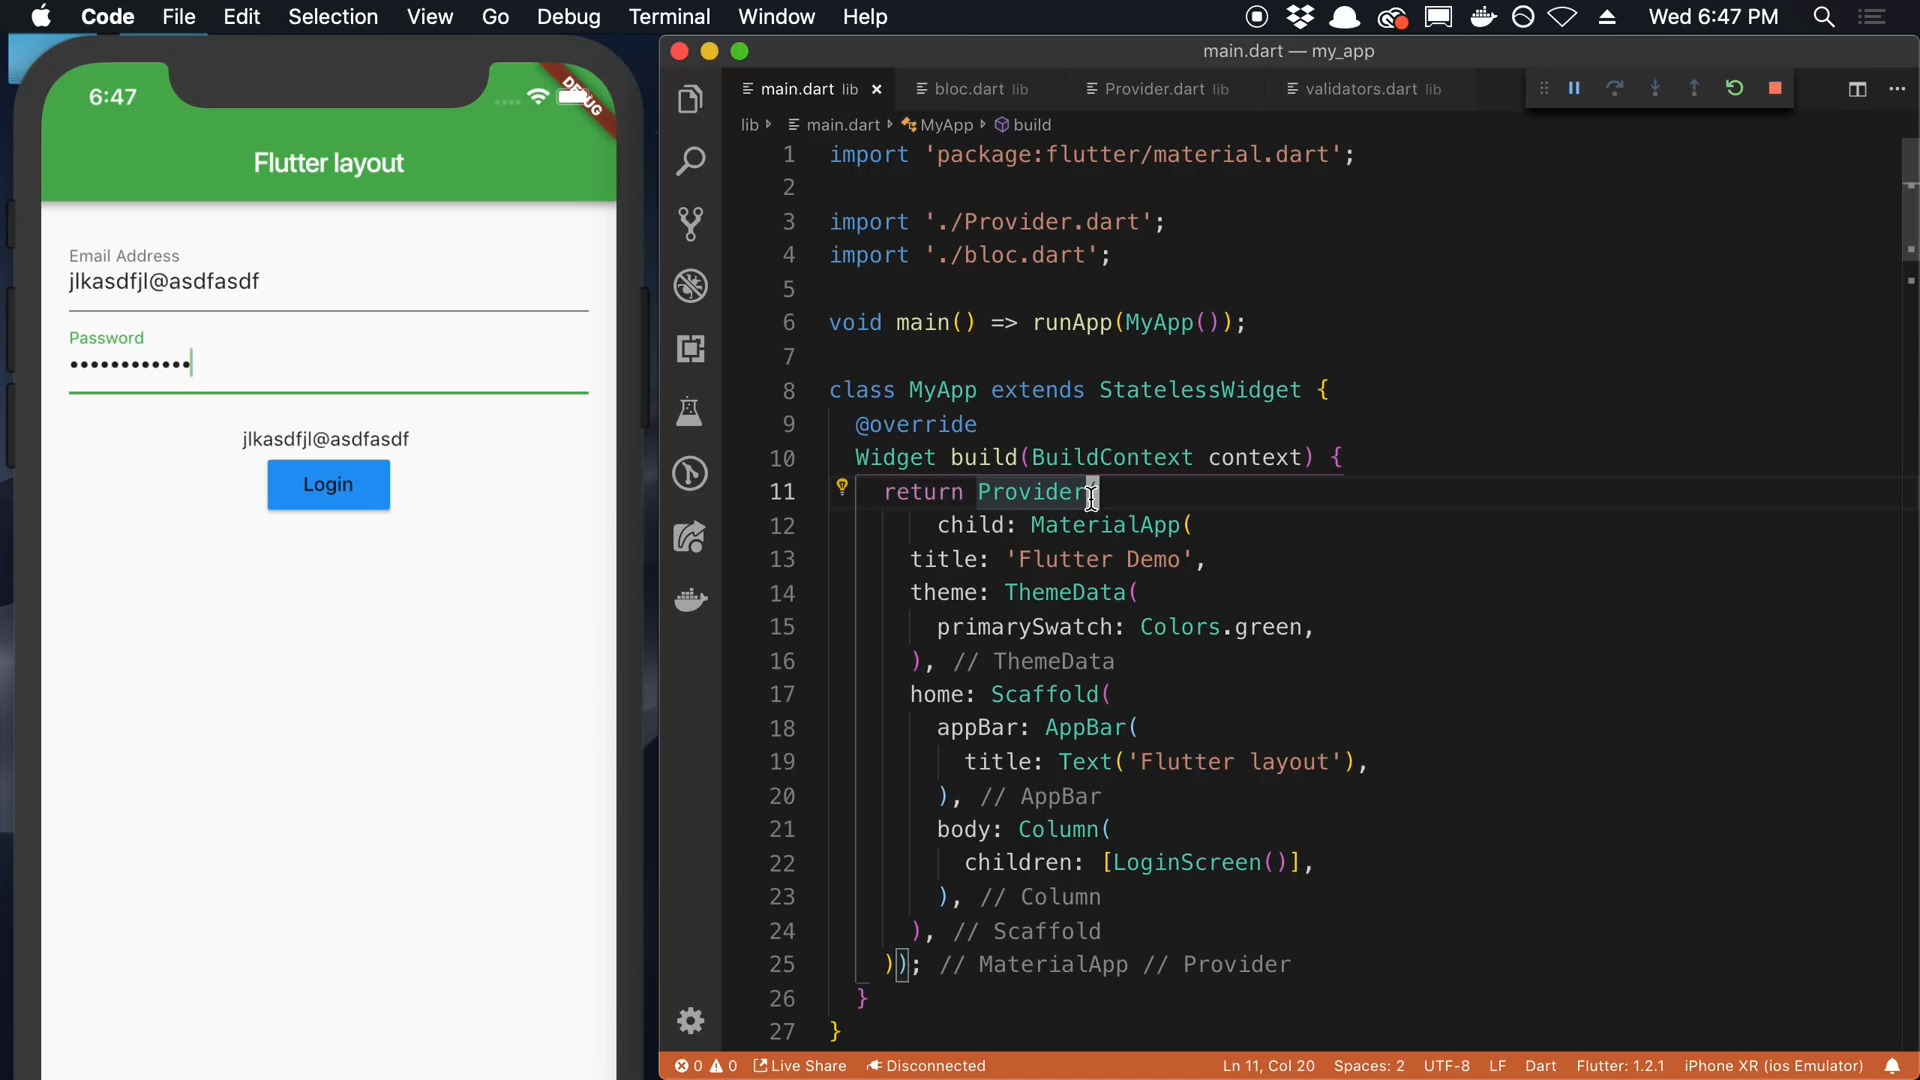 Code File Edit Selection View Go Debug Terminal Window Help Wed 6:47 PM
6:47
DEBUG
Flutter layout
Email Address
jlkasdfjl@asdfasdf
Password
••••••••••••
jlkasdfjl@asdfasdf
Login
main.dart — my_app
main.dart lib × bloc.dart lib Provider.dart lib validators.dart lib
lib main.dart MyApp build
1 import 'package:flutter/material.dart';
2
3 import './Provider.dart';
4 import './bloc.dart';
5
6 void main() => runApp(MyApp());
7
8 class MyApp extends StatelessWidget {
9 @override
10 Widget build(BuildContext context) {
11 return Provider(
12 child: MaterialApp(
13 title: 'Flutter Demo',
14 theme: ThemeData(
15 primarySwatch: Colors.green,
16 ), // ThemeData
17 home: Scaffold(
18 appBar: AppBar(
19 title: Text('Flutter layout'),
20 ), // AppBar
21 body: Column(
22 children: [LoginScreen()],
23 ), // Column
24 ), // Scaffold
25 )); // MaterialApp // Provider
26 }
27 }
0 0 Live Share Disconnected Ln 11, Col 20 Spaces: 2 UTF-8 LF Dart Flutter: 1.2.1 iPhone XR (ios Emulator)